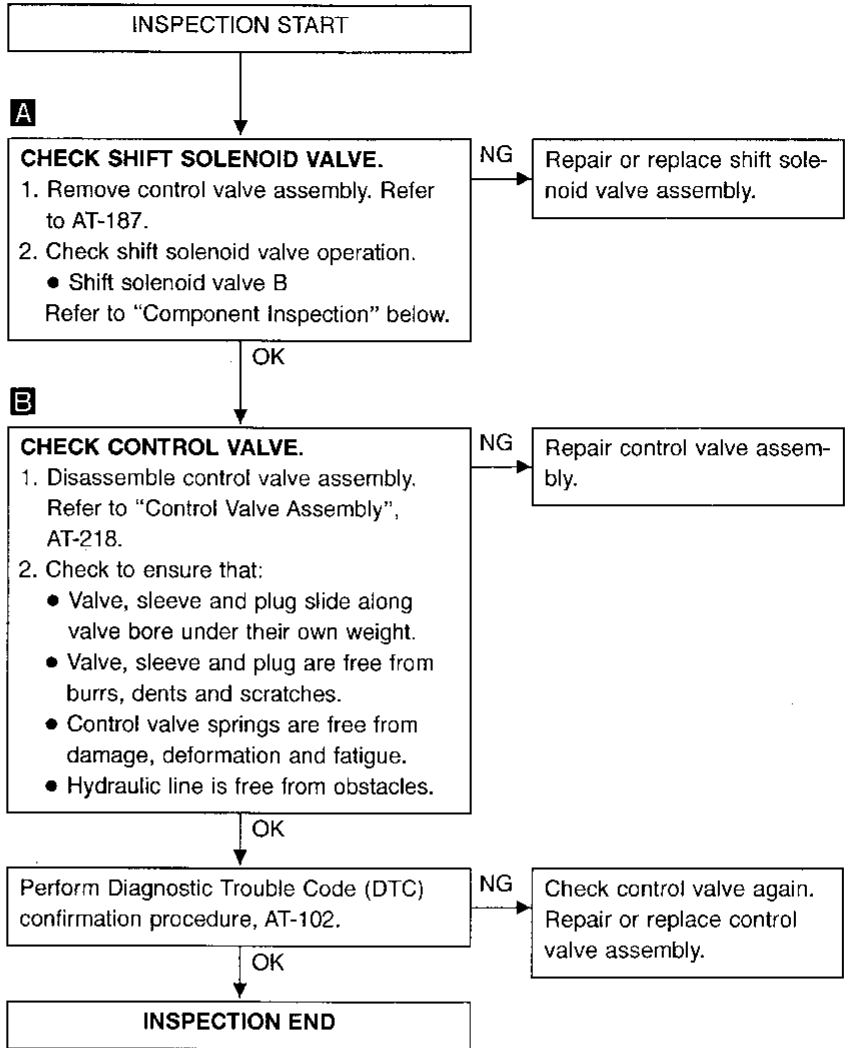 INSPECTION START
A
CHECK SHIFT SOLENOID VALVE.
1. Remove control valve assembly. Refer
to AT-187.
2. Check shift solenoid valve operation.
● Shift solenoid valve B
Refer to “Component Inspection” below.
NG
Repair or replace shift sole-
noid valve assembly.
OK
B
CHECK CONTROL VALVE.
1. Disassemble control valve assembly.
Refer to “Control Valve Assembly”,
AT-218.
2. Check to ensure that:
● Valve, sleeve and plug slide along
valve bore under their own weight.
● Valve, sleeve and plug are free from
burrs, dents and scratches.
● Control valve springs are free from
damage, deformation and fatigue.
● Hydraulic line is free from obstacles.
NG
Repair control valve assem-
bly.
OK
Perform Diagnostic Trouble Code (DTC)
confirmation procedure, AT-102.
NG
Check control valve again.
Repair or replace control
valve assembly.
OK
INSPECTION END